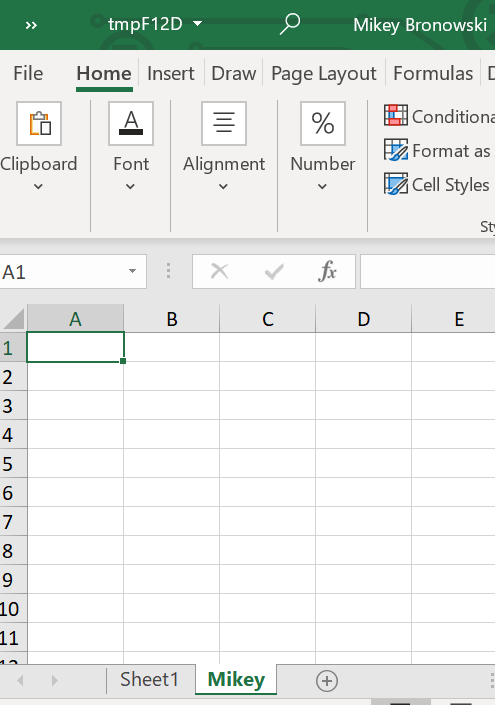 ›› tmpF12D Mikey Bronowski
File Home Insert Draw Page Layout Formulas D
A % Conditiona
Format as
Clipboard Font Alignment Number
Cell Styles
Sty
A1 fx
A B C D E
1
2
3
4
5
6
7
8
9
10
11
12
Sheet1 Mikey